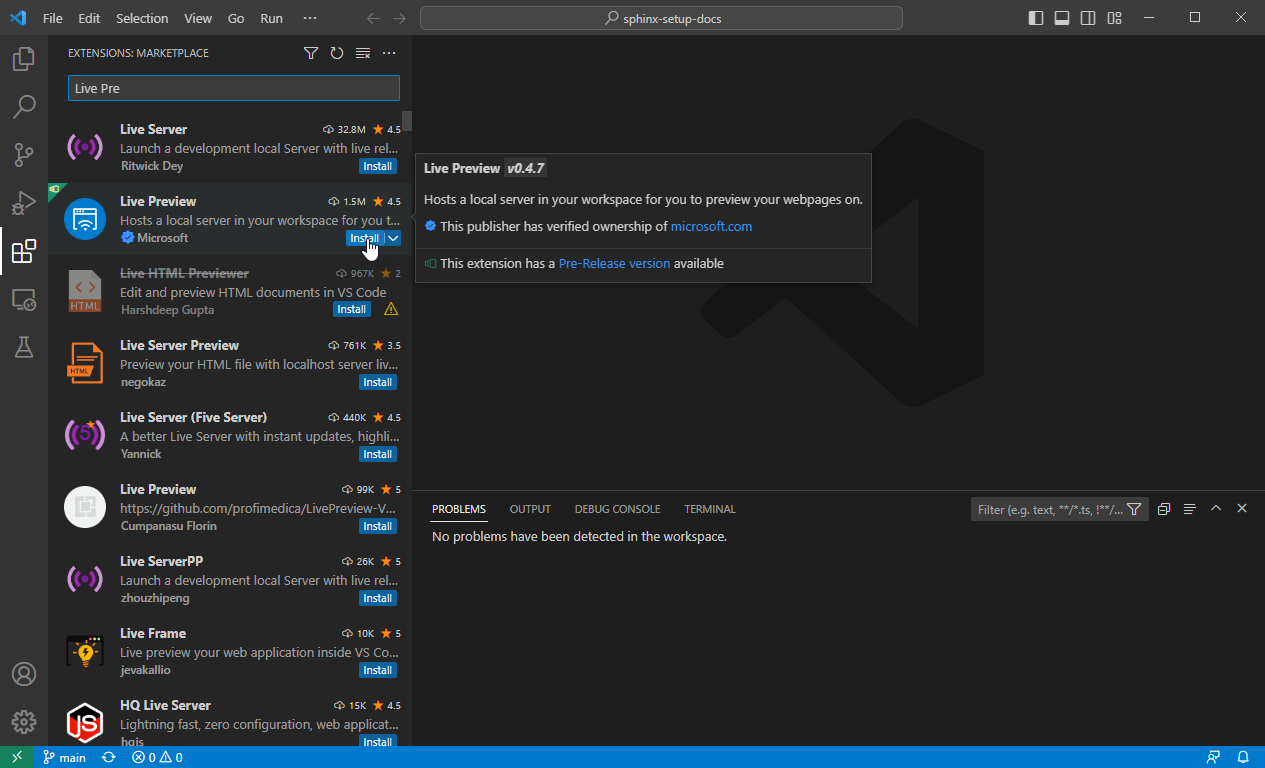 File Edit Selection View Go Run ···
sphinx-setup-docs
EXTENSIONS: MARKETPLACE
Live Pre
Live Server 32.8M 4.5
Launch a development local Server with live rel...
Ritwick Dey Install
Live Preview 1.5M 4.5
Hosts a local server in your workspace for you t...
Microsoft Install
Live HTML Previewer 967K 2
Edit and preview HTML documents in VS Code
HTML
Harshdeep Gupta Install
Live Server Preview 761K 3.5
Preview your HTML file with localhost server liv...
HTML
negokaz Install
Live Server (Five Server) 440K 4.5
A better Live Server with instant updates, highli...
5
Yannick Install
Live Preview 99K 5
https://github.com/profimedica/LivePreview-V...
Cumpanasu Florin Install
Live ServerPP 26K 5
Launch a development local Server with live rel...
zhouzhipeng Install
Live Frame 10K 5
Live preview your web application inside VS Co...
jevakallio Install
HQ Live Server 15K 4.5
Lightning fast, zero configuration, web applicat...
JS
hqjs Install
Live Preview v0.4.7
Hosts a local server in your workspace for you to preview your webpages on.
This publisher has verified ownership of microsoft.com
This extension has a Pre-Release version available
PROBLEMS OUTPUT DEBUG CONSOLE TERMINAL
Filter (e.g. text, **/*.ts, !**/...
No problems have been detected in the workspace.
main 0 0